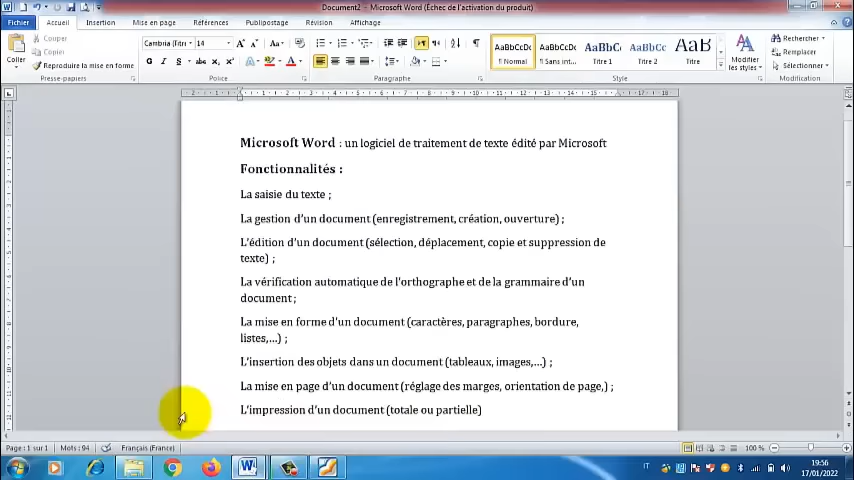 Document2 - Microsoft Word (Échec de l'activation du produit)
Fichier Accueil Insertion Mise en page Références Publipostage Révision Affichage
Coller
Couper
Copier
Reproduire la mise en forme
Presse-papiers
Cambria (Titre 14
G I S abc x₂ x²
Police
Paragraphe
AaBbCcDc AaBbCcDc AaBbC AaBbCc AaB
¶ Normal ¶ Sans int... Titre 1 Titre 2 Titre
Modifier les styles
Style
Rechercher
Remplacer
Sélectionner
Modification
Microsoft Word : un logiciel de traitement de texte édité par Microsoft
Fonctionnalités :
La saisie du texte ;
La gestion d'un document (enregistrement, création, ouverture) ;
L'édition d'un document (sélection, déplacement, copie et suppression de
texte) ;
La vérification automatique de l'orthographe et de la grammaire d'un
document ;
La mise en forme d'un document (caractères, paragraphes, bordure,
listes,...) ;
L'insertion des objets dans un document (tableaux, images,...) ;
La mise en page d'un document (réglage des marges, orientation de page,) ;
L'impression d'un document (totale ou partielle)
Page : 1 sur 1 Mots : 94 Français (France) 100 %
IT 19:56
17/01/2022